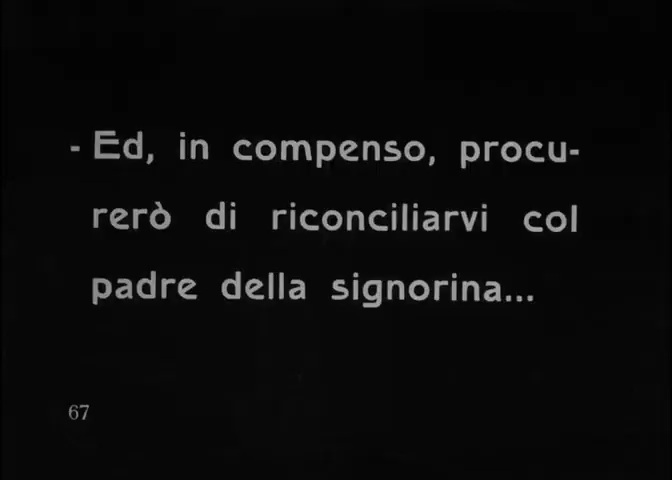 - Ed, in compenso, procu-
rerò di riconciliarvi col
padre della signorina...
67